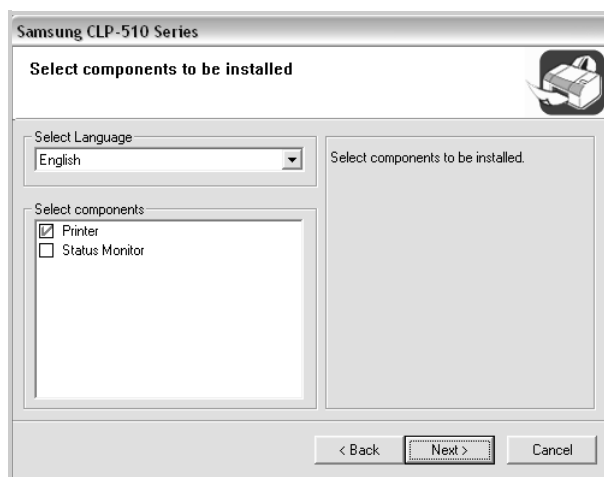 Samsung CLP-510 Series
Select components to be installed
Select Language
English
Select components to be installed.
Select components
Printer
Status Monitor
< Back
Next >
Cancel